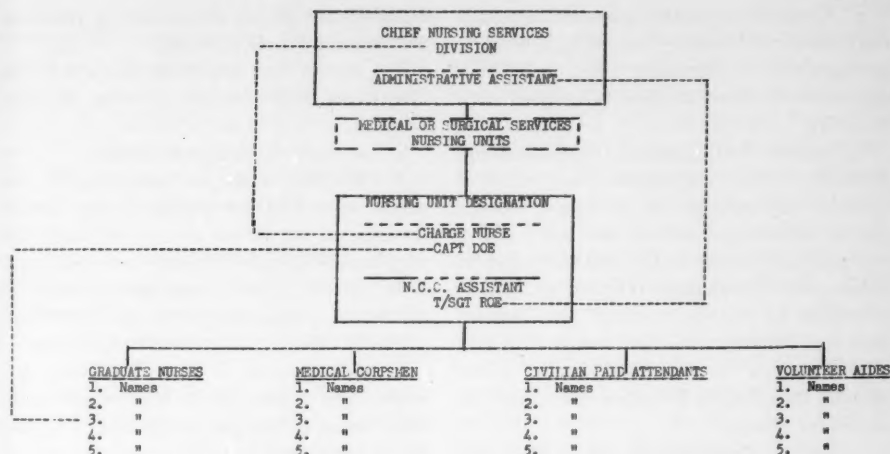 CHIEF NURSING SERVICES
DIVISION
ADMINISTRATIVE ASSISTANT
MEDICAL OR SURGICAL SERVICES
NURSING UNITS
NURSING UNIT DESIGNATION
CHARGE NURSE
CAPT DOE
N.C.O. ASSISTANT
T/SGT ROE
GRADUATE NURSES
1. Names
2. "
3. "
4. "
5. "
MEDICAL CORPSMEN
1. Names
2. "
3. "
4. "
5. "
CIVILIAN PAID ATTENDANTS
1. Names
2. "
3. "
4. "
5. "
VOLUNTEER AIDES
1. Names
2. "
3. "
4. "
5. "